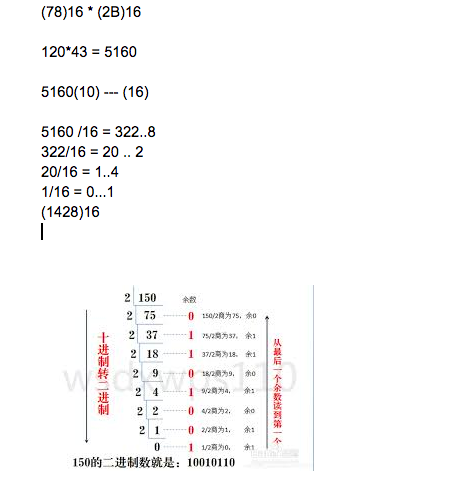 (78)16 * (2B)16
120*43 = 5160
5160(10) --- (16)
5160 /16 = 322..8
322/16 = 20 .. 2
20/16 = 1..4
1/16 = 0...1
(1428)16
2 150 余数
2 75 0 150/2商为75, 余0
2 37 1 75/2商为37, 余1
2 18 1 37/2商为18, 余1
2 9 0 18/2商为9, 余0
2 4 1 9/2商为4, 余1
2 2 0 4/2商为2, 余0
2 1 0 2/2商为1, 余1
0 1 1/2商为0, 余1
十进制转二进制
从最后一个余数读到第一个
150的二进制数就是：10010110